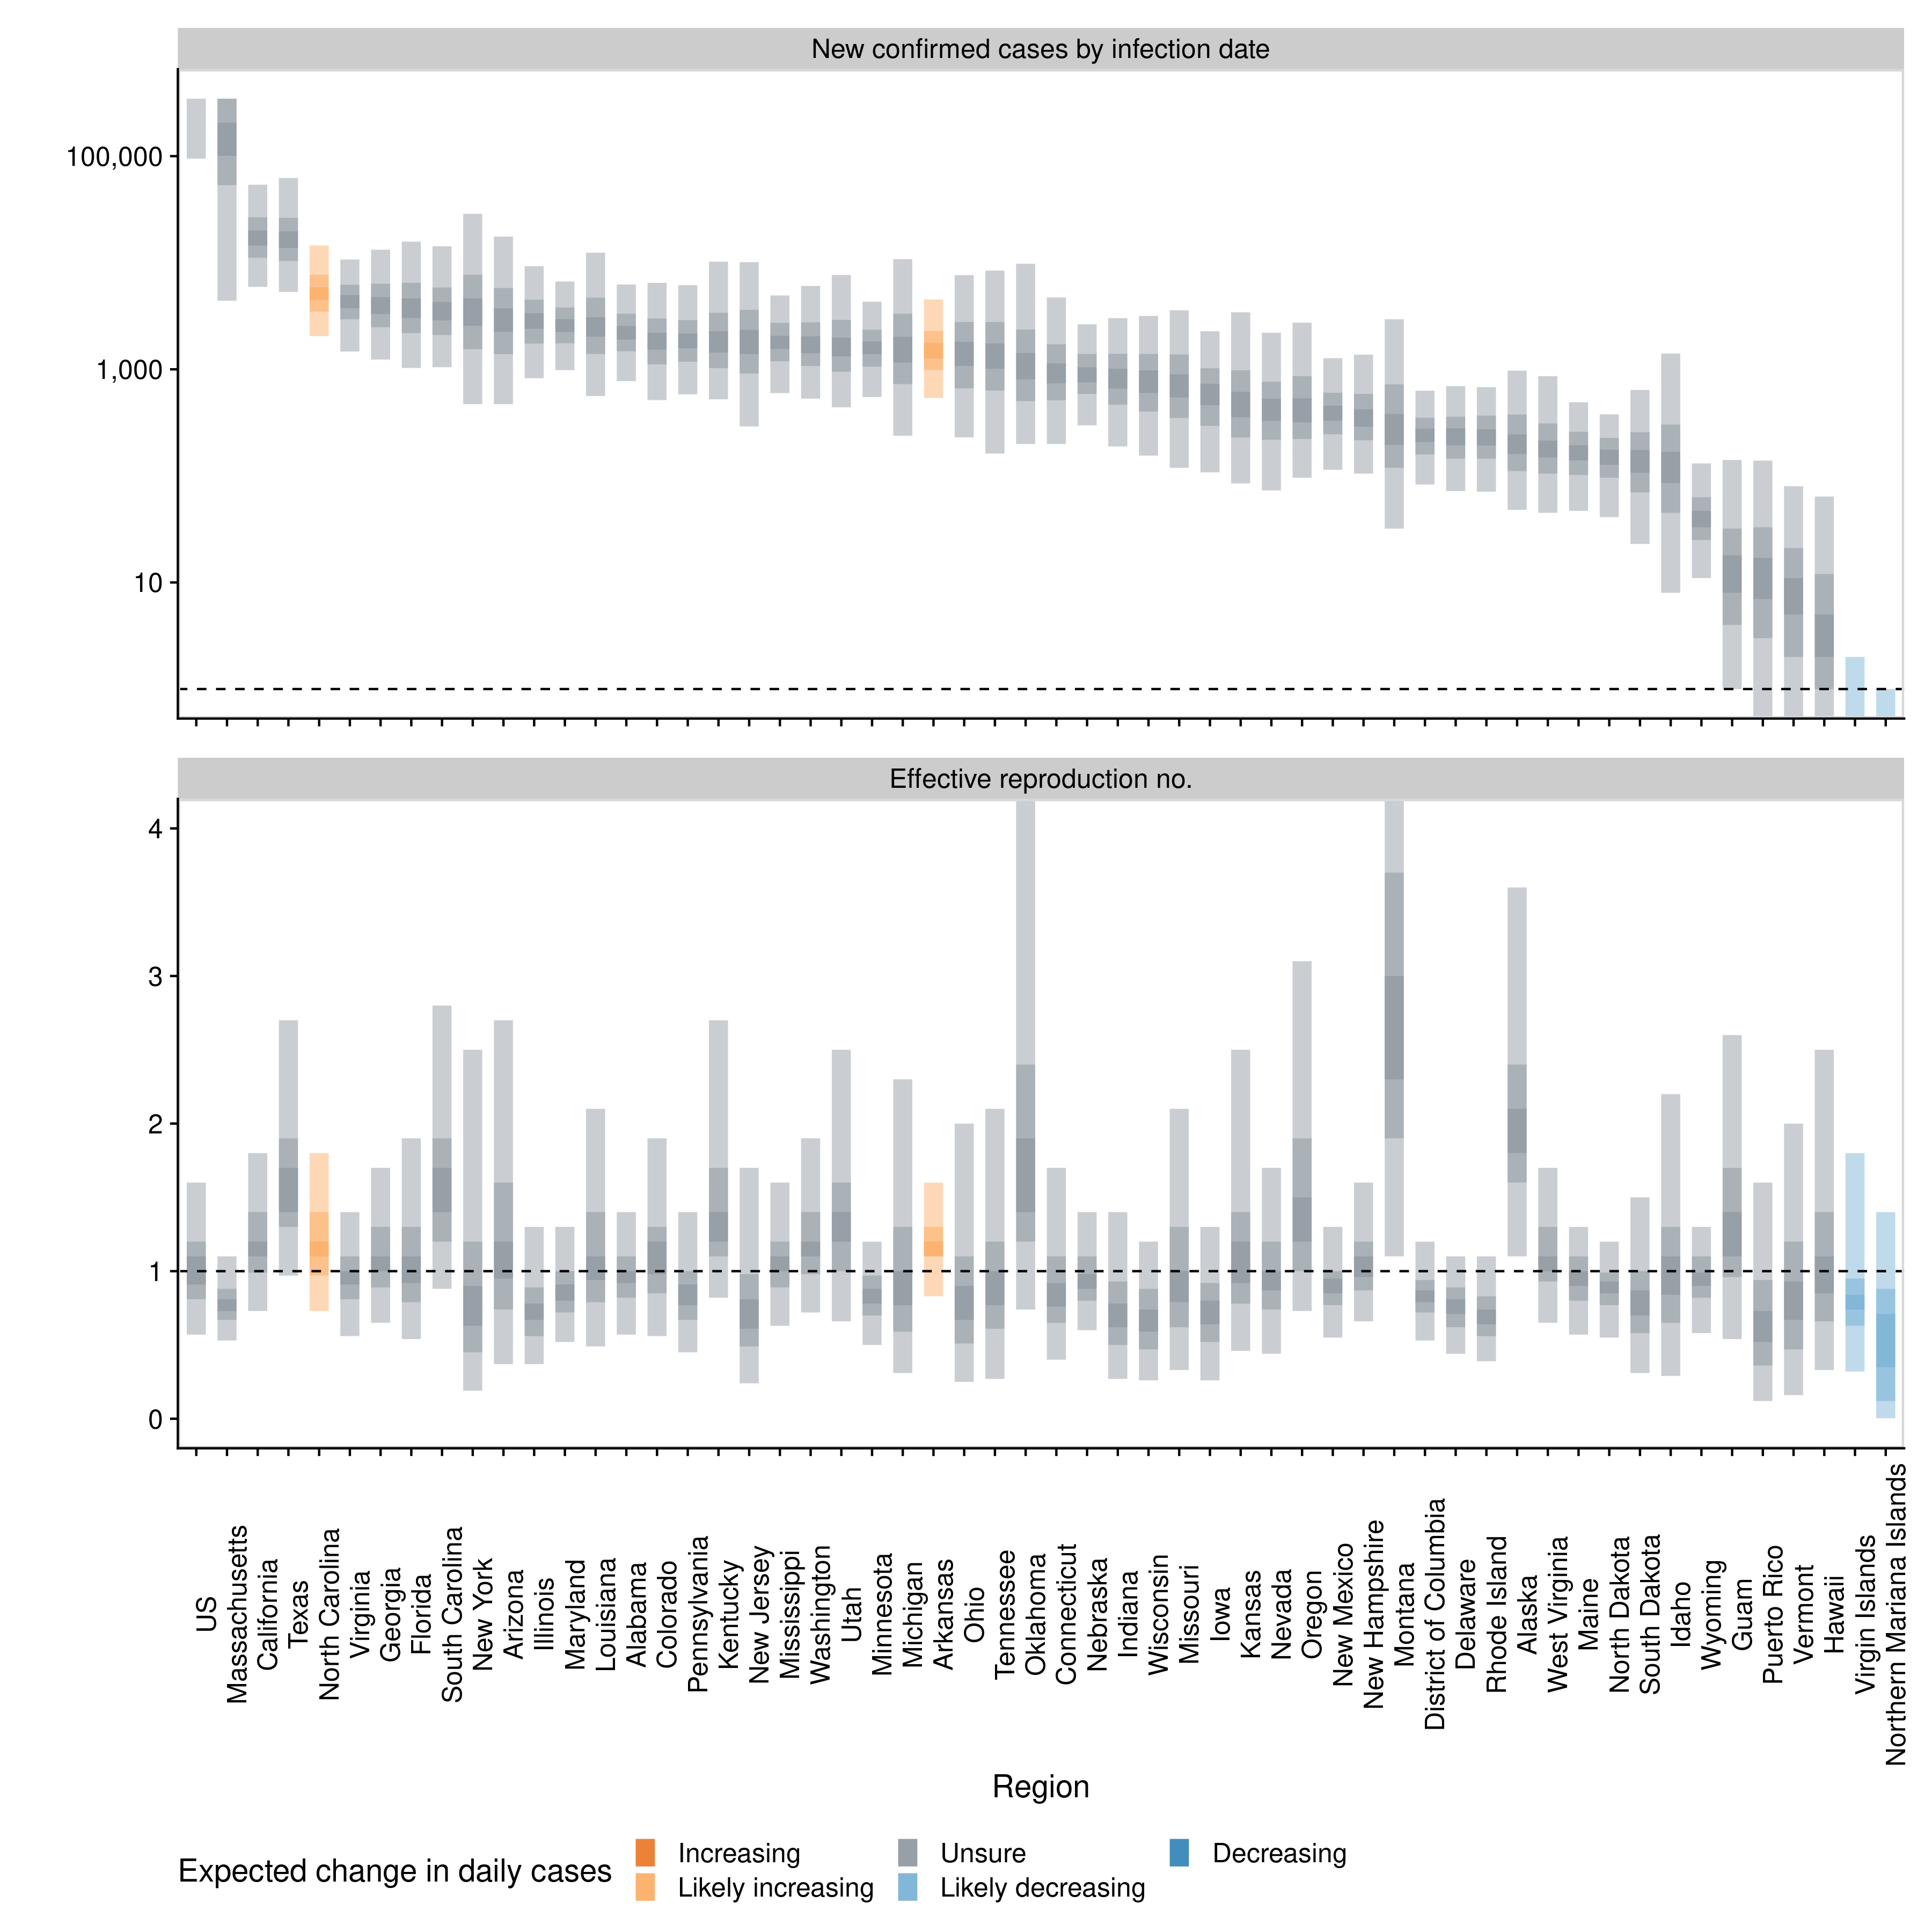 New confirmed cases by infection date
100,000
1,000
10
Effective reproduction no.
4
3
2
1
0
US
Massachusetts
California
Texas
North Carolina
Virginia
Georgia
Florida
South Carolina
New York
Arizona
Illinois
Maryland
Louisiana
Alabama
Colorado
Pennsylvania
Kentucky
New Jersey
Mississippi
Washington
Utah
Minnesota
Michigan
Arkansas
Ohio
Tennessee
Oklahoma
Connecticut
Nebraska
Indiana
Wisconsin
Missouri
Iowa
Kansas
Nevada
Oregon
New Mexico
New Hampshire
Montana
District of Columbia
Delaware
Rhode Island
Alaska
West Virginia
Maine
North Dakota
South Dakota
Idaho
Wyoming
Guam
Puerto Rico
Vermont
Hawaii
Virgin Islands
Northern Mariana Islands
Region
Expected change in daily cases
Increasing
Likely increasing
Unsure
Likely decreasing
Decreasing